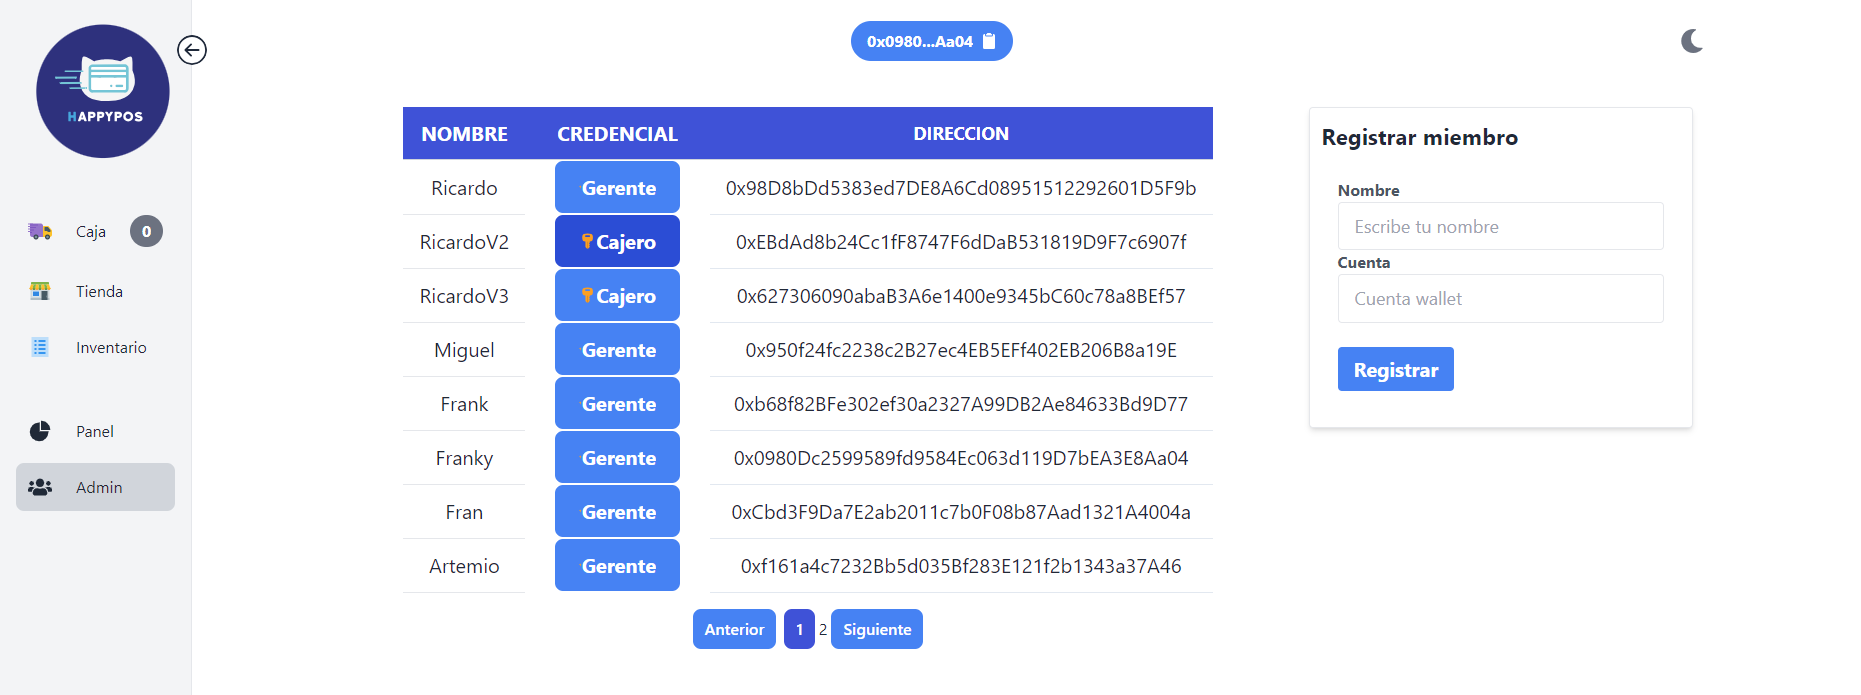 HAPPYPOS
Caja 0
Tienda
Inventario
Panel
Admin
0x0980...Aa04
NOMBRE CREDENCIAL DIRECCION
Ricardo Gerente 0x98D8bDd5383ed7DE8A6Cd08951512292601D5F9b
RicardoV2 Cajero 0xEBdAd8b24Cc1fF8747F6dDaB531819D9F7c6907f
RicardoV3 Cajero 0x627306090abaB3A6e1400e9345bC60c78a8BEf57
Miguel Gerente 0x950f24fc2238c2B27ec4EB5EFf402EB206B8a19E
Frank Gerente 0xb68f82BFe302ef30a2327A99DB2Ae84633Bd9D77
Franky Gerente 0x0980Dc2599589fd9584Ec063d119D7bEA3E8Aa04
Fran Gerente 0xCbd3F9Da7E2ab2011c7b0F08b87Aad1321A4004a
Artemio Gerente 0xf161a4c7232Bb5d035Bf283E121f2b1343a37A46
Anterior 1 2 Siguiente
Registrar miembro
Nombre
Escribe tu nombre
Cuenta
Cuenta wallet
Registrar